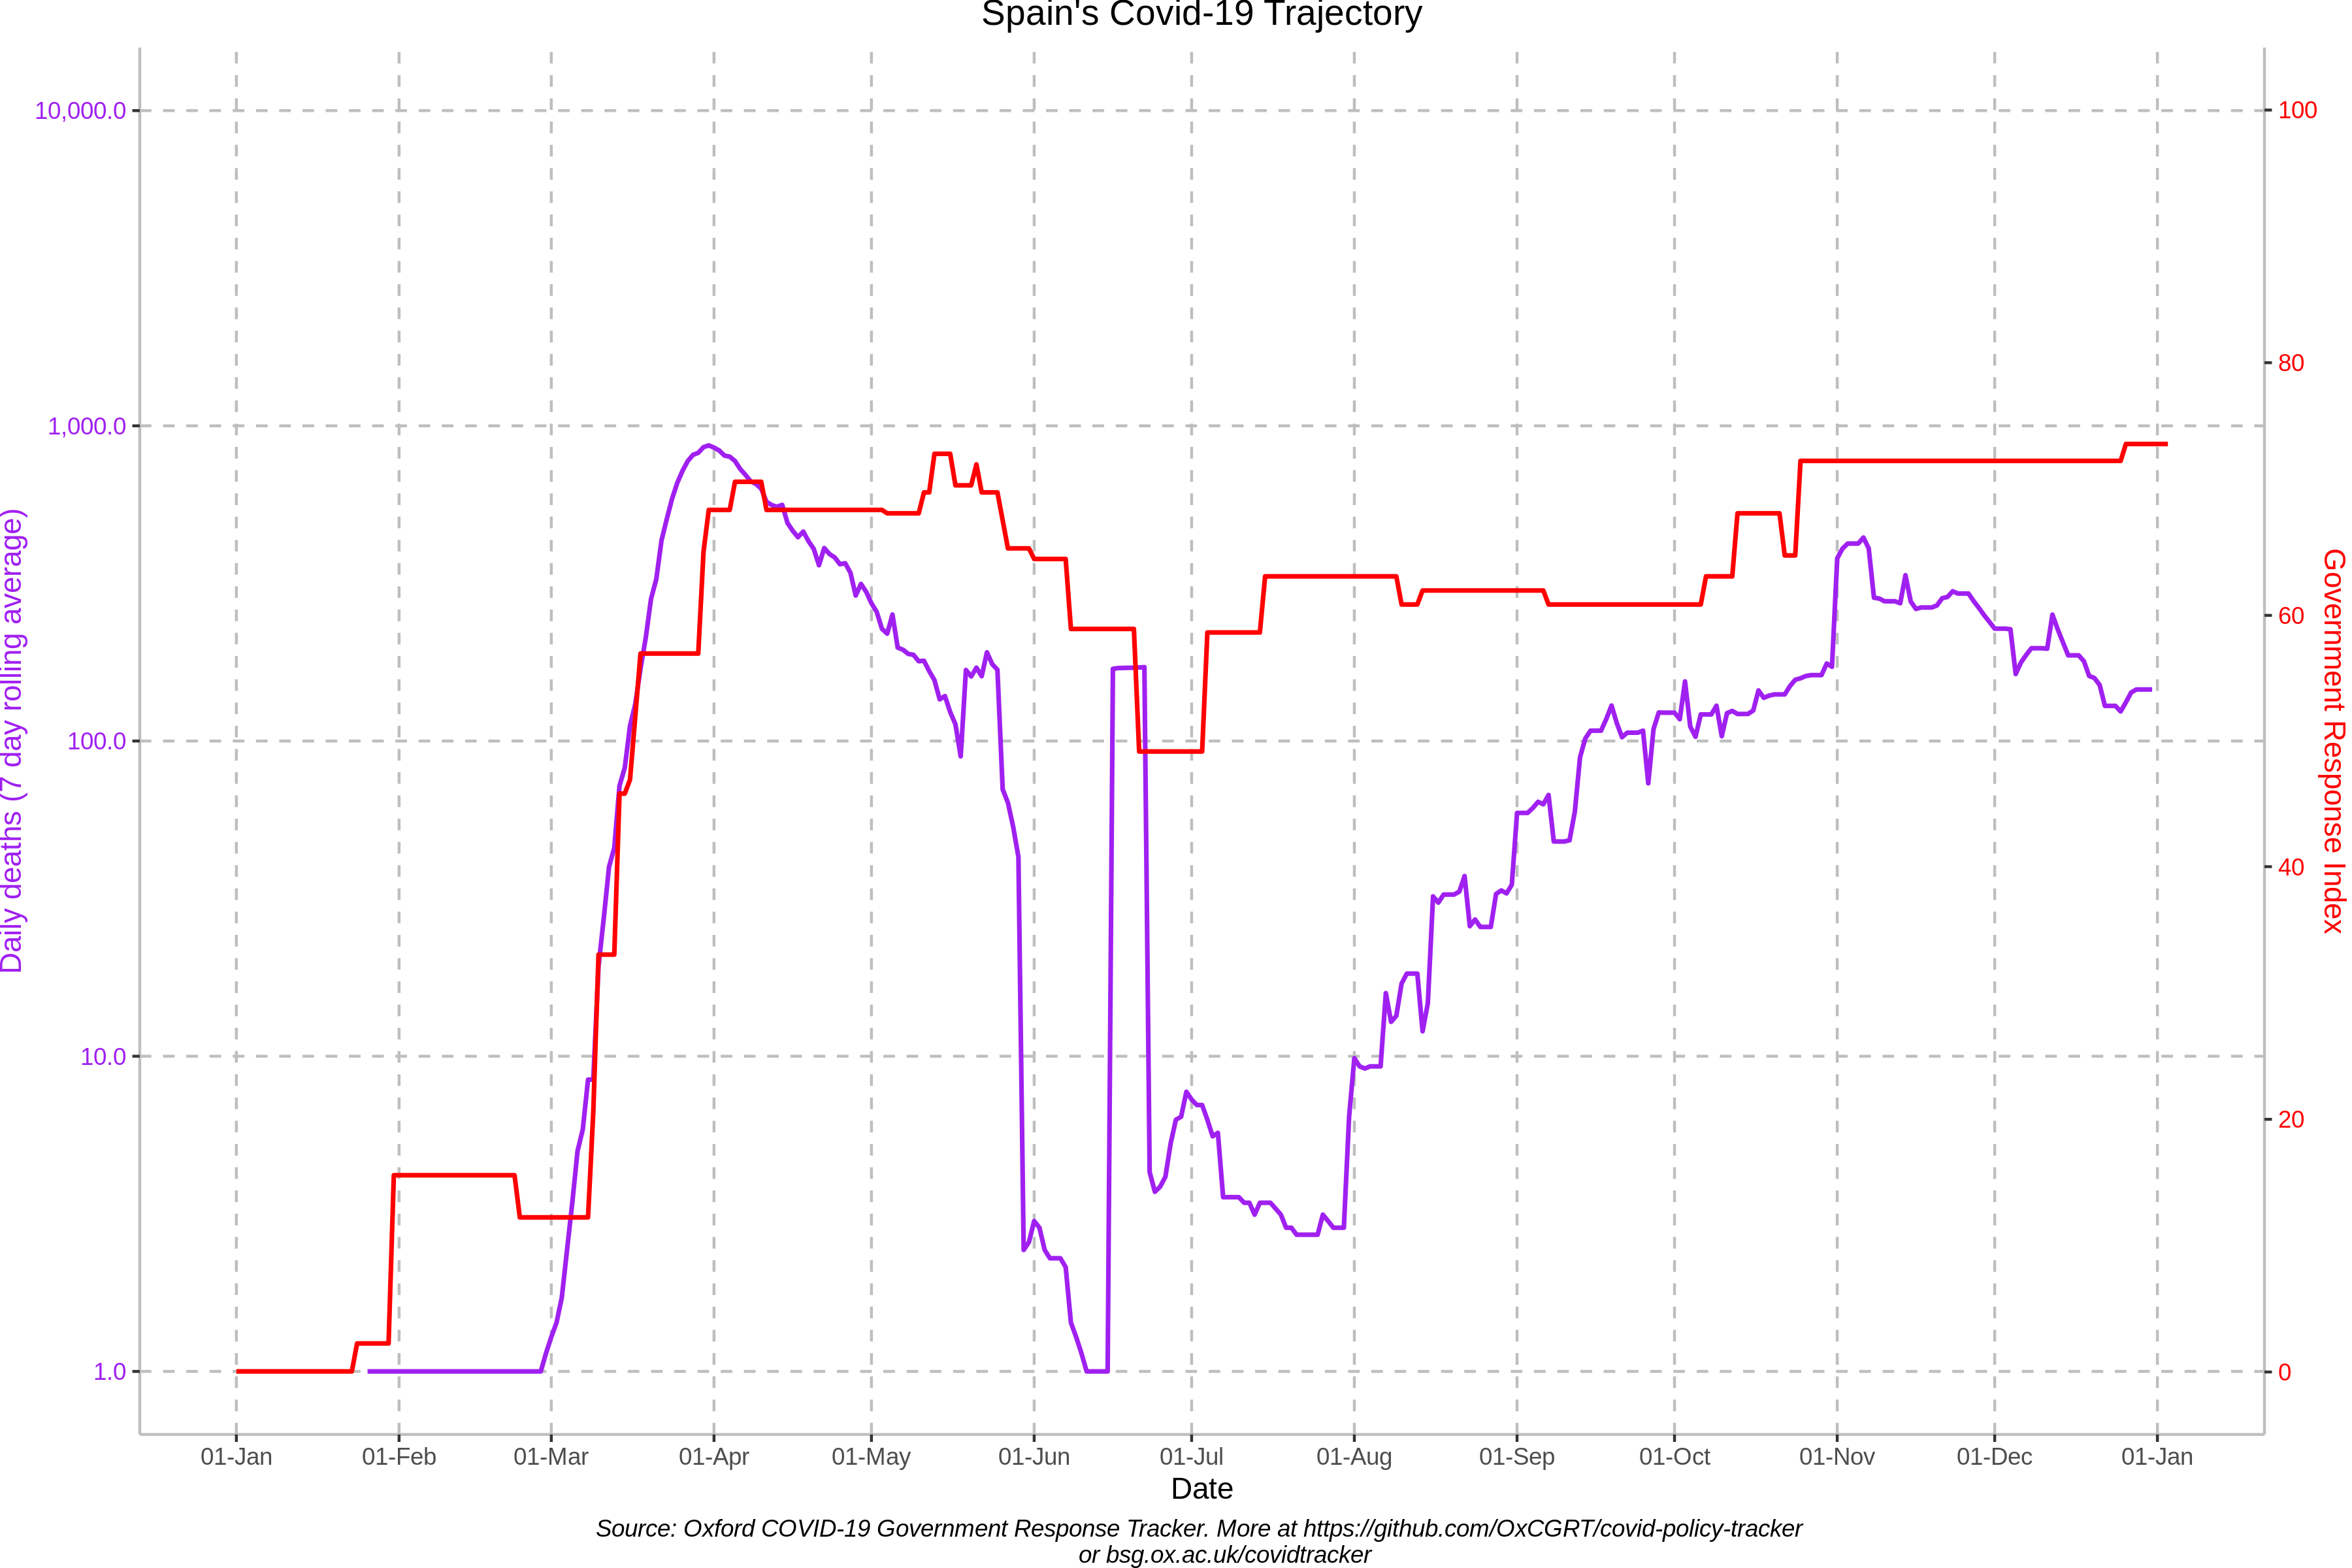 Spain's Covid-19 Trajectory
10,000.0
1,000.0
100.0
10.0
1.0
Daily deaths (7 day rolling average)
100
80
60
40
20
0
Government Response Index
01-Jan 01-Feb 01-Mar 01-Apr 01-May 01-Jun 01-Jul 01-Aug 01-Sep 01-Oct 01-Nov 01-Dec 01-Jan
Date
Source: Oxford COVID-19 Government Response Tracker. More at https://github.com/OxCGRT/covid-policy-tracker
or bsg.ox.ac.uk/covidtracker